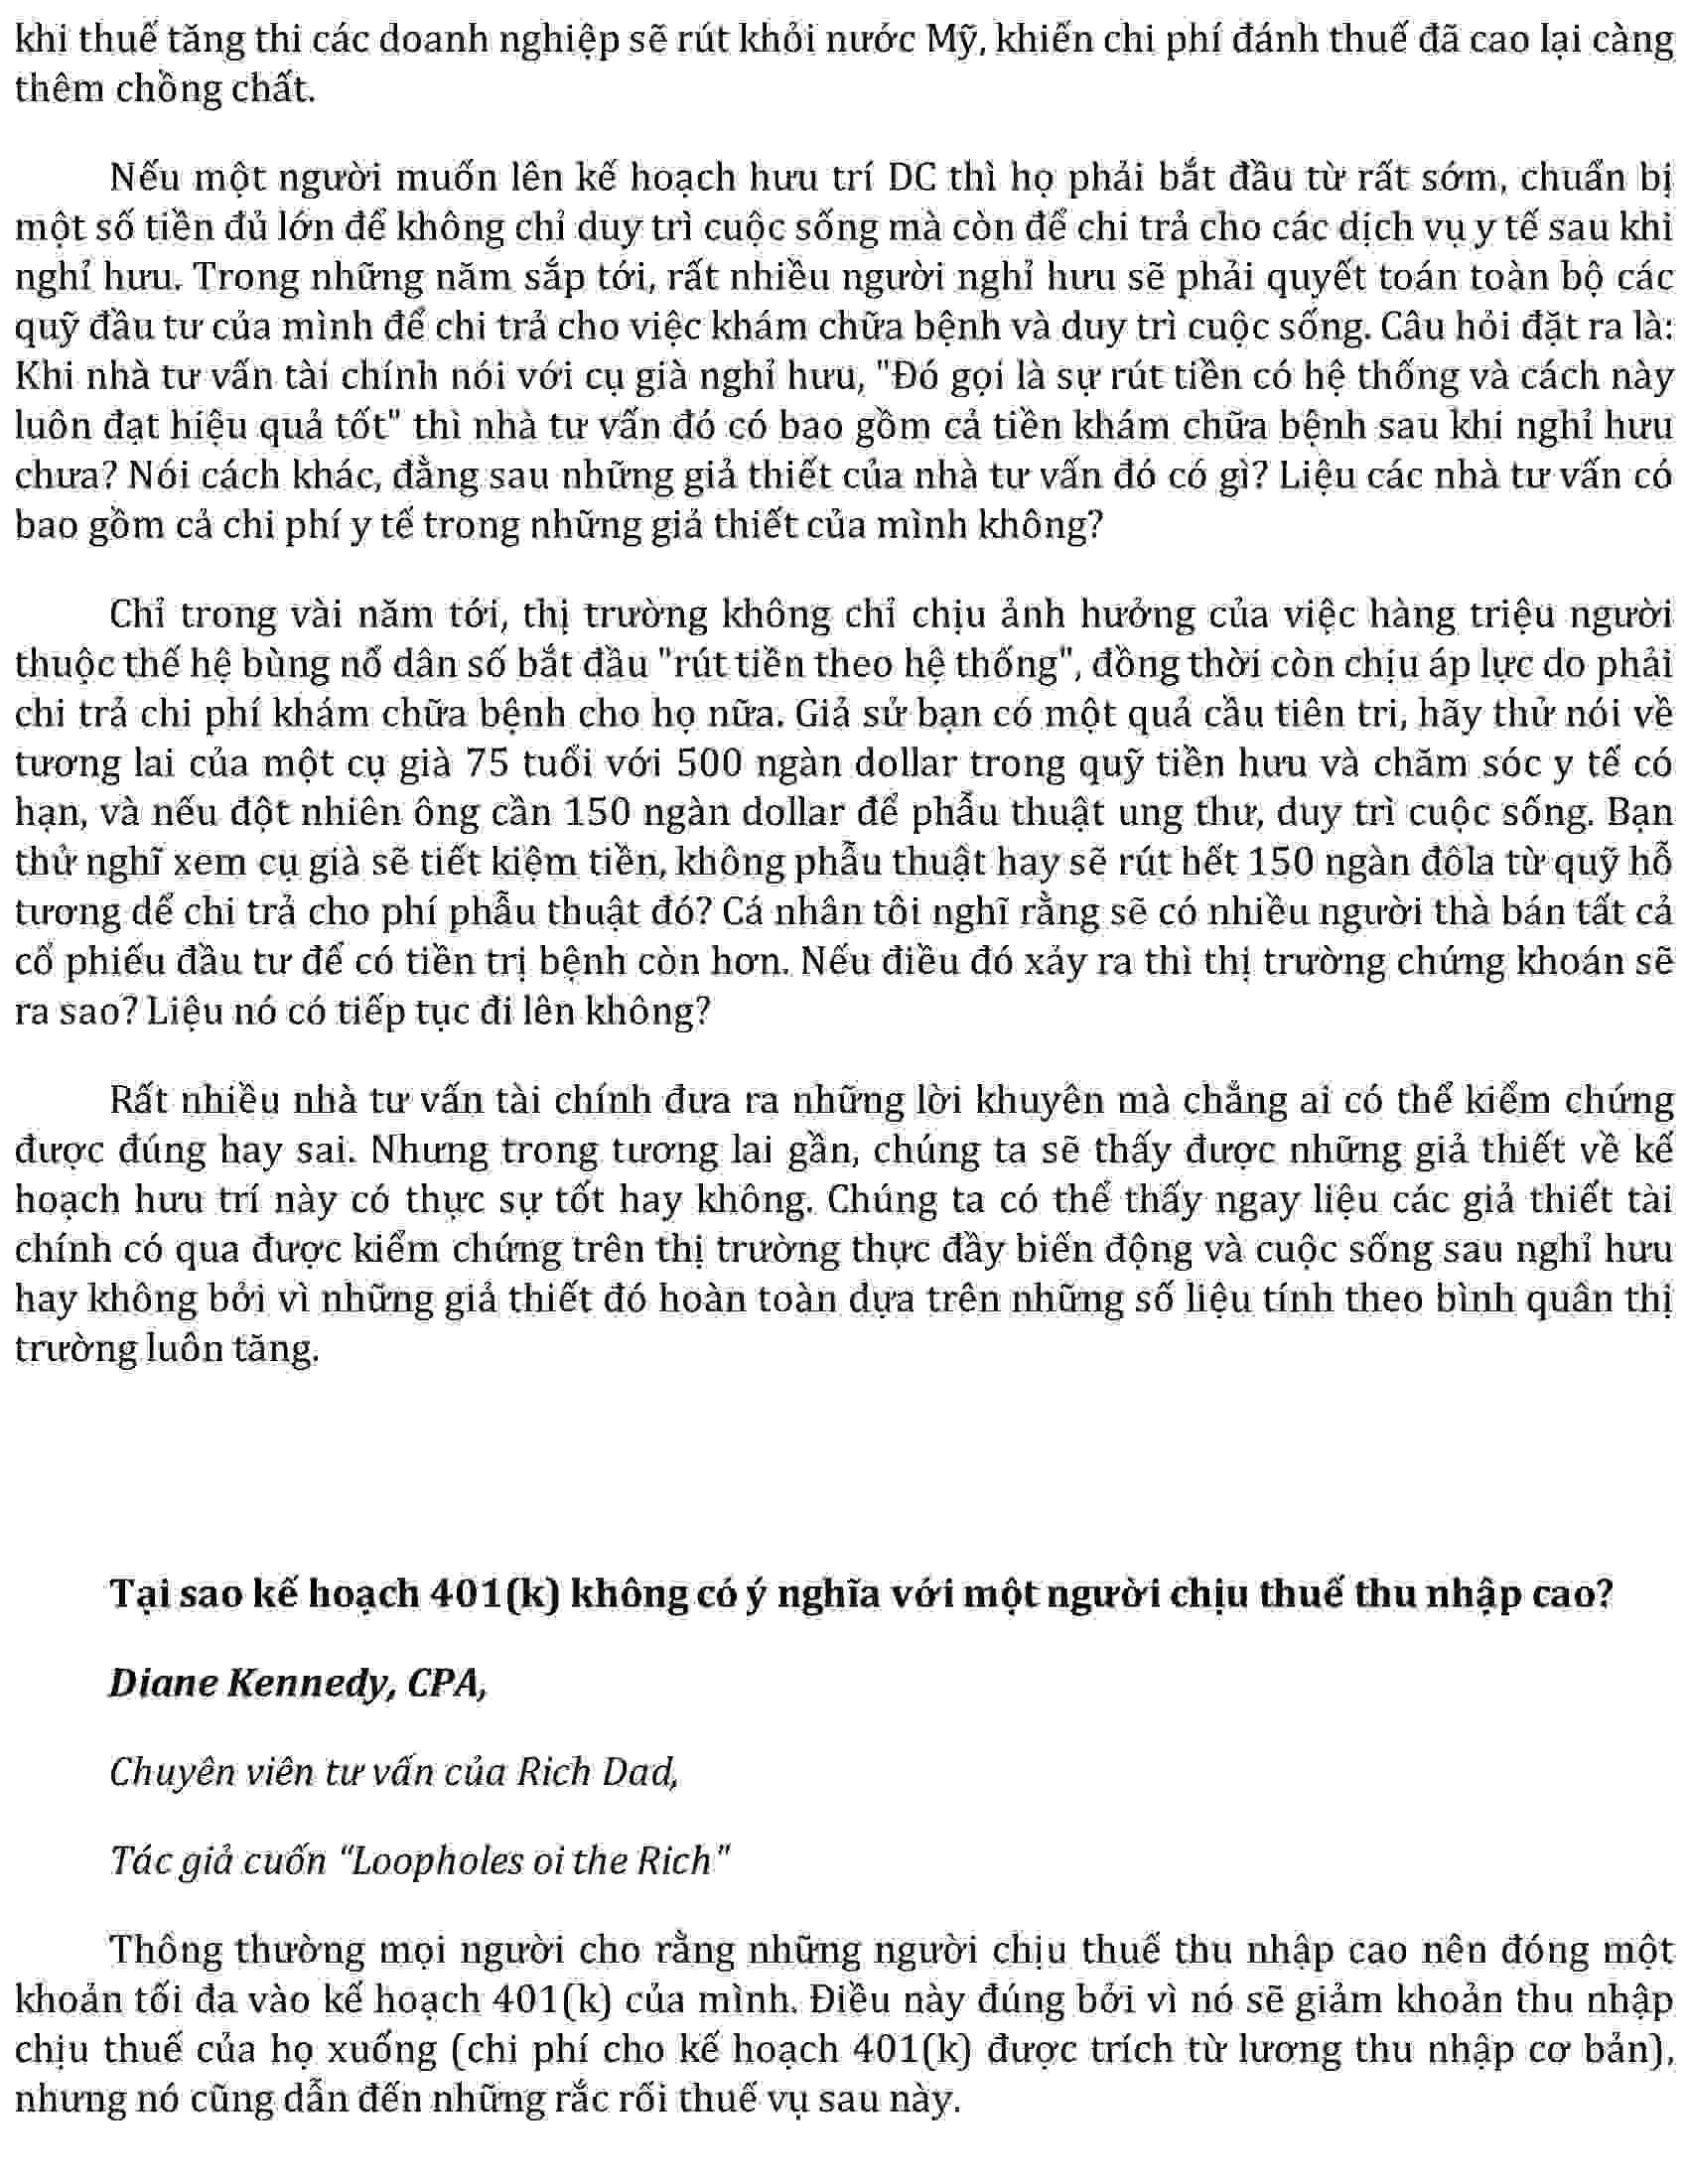 khi thuế tăng thi các doanh nghiệp sẽ rút khỏi nước Mỹ, khiến chi phí đánh thuế đã cao lại càng
thêm chồng chất.
Nếu một người muốn lên kế hoạch hưu trí DC thì họ phải bắt đầu từ rất sớm, chuẩn bị
một số tiền đủ lớn để không chỉ duy trì cuộc sống mà còn để chi trả cho các dịch vụ y tế sau khi
nghỉ hưu. Trong những năm sắp tới, rất nhiều người nghỉ hưu sẽ phải quyết toán toàn bộ các
quỹ đầu tư của mình để chi trả cho việc khám chữa bệnh và duy trì cuộc sống. Câu hỏi đặt ra là:
Khi nhà tư vấn tài chính nói với cụ già nghỉ hưu, "Đó gọi là sự rút tiền có hệ thống và cách này
luôn đạt hiệu quả tốt" thì nhà tư vấn đó có bao gồm cả tiền khám chữa bệnh sau khi nghỉ hưu
chưa? Nói cách khác, đằng sau những giả thiết của nhà tư vấn đó có gì? Liệu các nhà tư vấn có
bao gồm cả chi phí y tế trong những giả thiết của mình không?
Chỉ trong vài năm tới, thị trường không chỉ chịu ảnh hưởng của việc hàng triệu người
thuộc thế hệ bùng nổ dân số bắt đầu "rút tiền theo hệ thống", đồng thời còn chịu áp lực do phải
chi trả chi phí khám chữa bệnh cho họ nữa. Giả sử bạn có một quả cầu tiên tri, hãy thử nói về
tương lai của một cụ già 75 tuổi với 500 ngàn dollar trong quỹ tiền hưu và chăm sóc y tế có
hạn, và nếu đột nhiên ông cần 150 ngàn dollar để phẫu thuật ung thư, duy trì cuộc sống. Bạn
thử nghĩ xem cụ già sẽ tiết kiệm tiền, không phẫu thuật hay sẽ rút hết 150 ngàn đôla từ quỹ hỗ
tương dể chi trả cho phí phẫu thuật đó? Cá nhân tôi nghĩ rằng sẽ có nhiều người thà bán tất cả
cổ phiếu đầu tư để có tiền trị bệnh còn hơn. Nếu điều đó xảy ra thì thị trường chứng khoán sẽ
ra sao? Liệu nó có tiếp tục đi lên không?
Rất nhiều nhà tư vấn tài chính đưa ra những lời khuyên mà chẳng ai có thể kiểm chứng
được đúng hay sai. Nhưng trong tương lai gần, chúng ta sẽ thấy được những giả thiết về kế
hoạch hưu trí này có thực sự tốt hay không. Chúng ta có thể thấy ngay liệu các giả thiết tài
chính có qua được kiểm chứng trên thị trường thực đầy biến động và cuộc sống sau nghỉ hưu
hay không bởi vì những giả thiết đó hoàn toàn dựa trên những số liệu tính theo bình quân thị
trường luôn tăng.
Tại sao kế hoạch 401(k) không có ý nghĩa với một người chịu thuế thu nhập cao?
Diane Kennedy, CPA,
Chuyên viên tư vấn của Rich Dad,
Tác giả cuốn "Loopholes oi the Rich"
Thông thường mọi người cho rằng những người chịu thuế thu nhập cao nên đóng một
khoản tối đa vào kế hoạch 401(k) của mình. Điều này đúng bởi vì nó sẽ giảm khoản thu nhập
chịu thuế của họ xuống (chi phí cho kế hoạch 401(k) được trích từ lương thu nhập cơ bản),
nhưng nó cũng dẫn đến những rắc rối thuế vụ sau này.